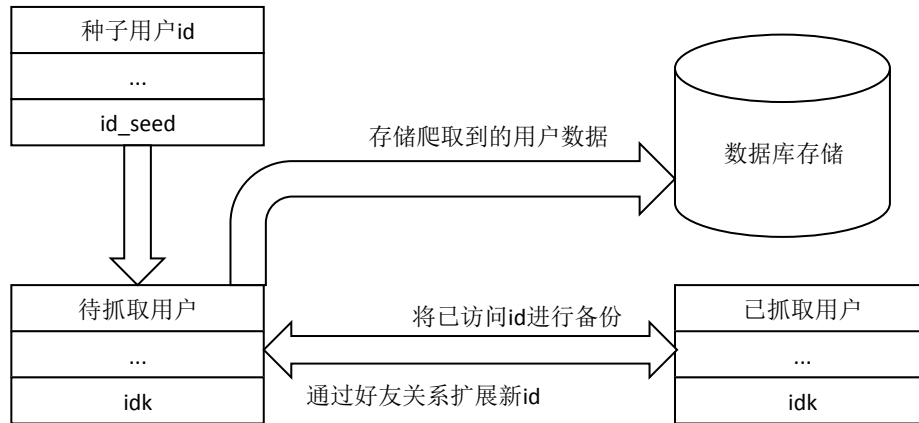 种子用户id
...
id_seed
存储爬取到的用户数据
数据库存储
待抓取用户
...
idk
将已访问id进行备份
通过好友关系扩展新id
已抓取用户
...
idk